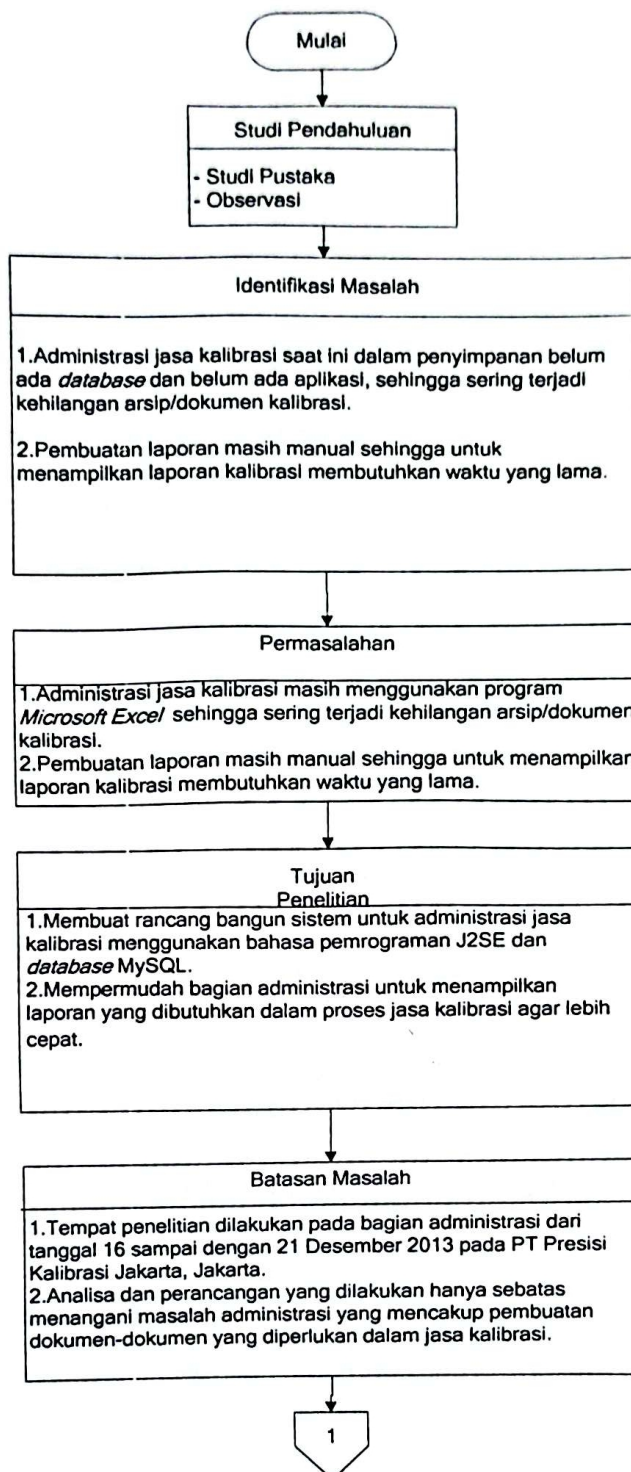 Mulai
Studi Pendahuluan
- Studi Pustaka
- Observasi
Identifikasi Masalah
1.Administrasi jasa kalibrasi saat ini dalam penyimpanan belum
ada database dan belum ada aplikasi, sehingga sering terjadi
kehilangan arsip/dokumen kalibrasi.
2.Pembuatan laporan masih manual sehingga untuk
menampilkan laporan kalibrasi membutuhkan waktu yang lama.
Permasalahan
1.Administrasi jasa kalibrasi masih menggunakan program
Microsoft Excel sehingga sering terjadi kehilangan arsip/dokumen
kalibrasi.
2.Pembuatan laporan masih manual sehingga untuk menampilkan
laporan kalibrasi membutuhkan waktu yang lama.
Tujuan
Penelitian
1.Membuat rancang bangun sistem untuk administrasi jasa
kalibrasi menggunakan bahasa pemrograman J2SE dan
database MySQL.
2.Mempermudah bagian administrasi untuk menampilkan
laporan yang dibutuhkan dalam proses jasa kalibrasi agar lebih
cepat.
Batasan Masalah
1.Tempat penelitian dilakukan pada bagian administrasi dari
tanggal 16 sampai dengan 21 Desember 2013 pada PT Presisi
Kalibrasi Jakarta, Jakarta.
2.Analisa dan perancangan yang dilakukan hanya sebatas
menangani masalah administrasi yang mencakup pembuatan
dokumen-dokumen yang diperlukan dalam jasa kalibrasi.
1